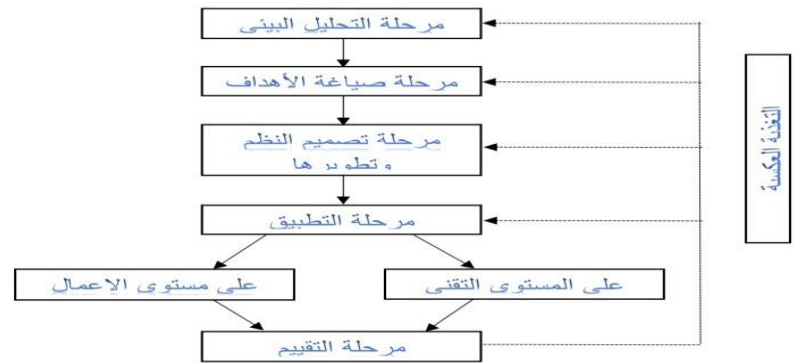 مرحلة التحليل البيئى
مرحلة صياغة الأهداف
مرحلة تصميم النظم
وتطويرها
مرحلة التطبيق
على المستوى التقنى
على مستوى الاعمال
مرحلة التقييم
التغذية العكسية